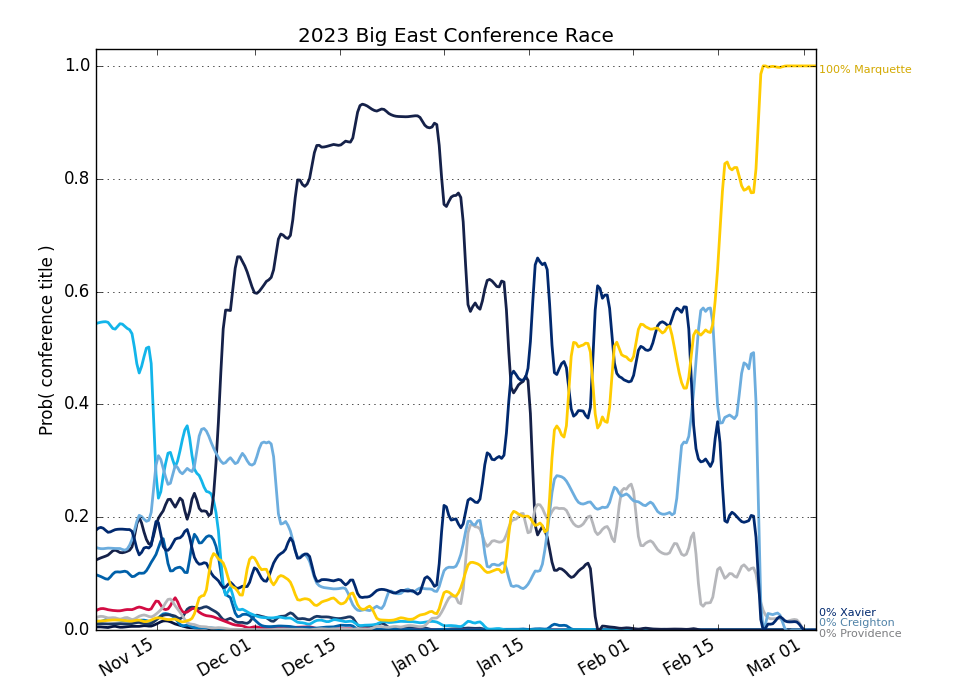 2023 Big East Conference Race
Prob( conference title )
1.0
0.8
0.6
0.4
0.2
0.0
Nov 15
Dec 01
Dec 15
Jan 01
Jan 15
Feb 01
Feb 15
Mar 01
100% Marquette
0% Xavier
0% Creighton
0% Providence